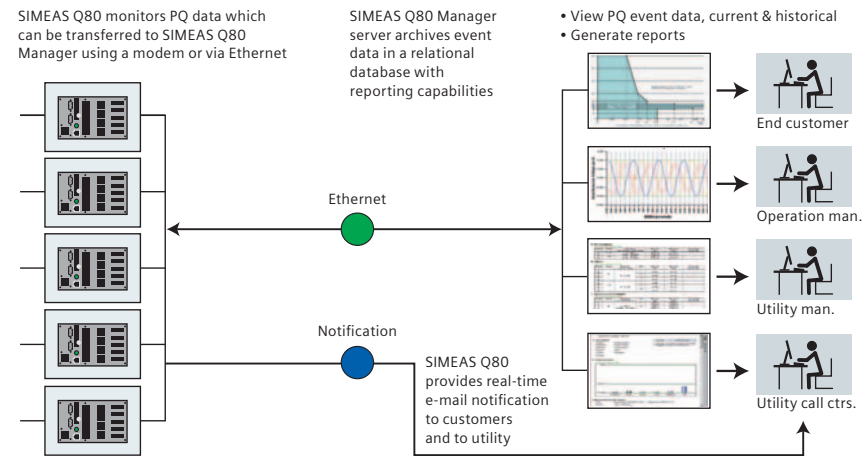 SIMEAS Q80 monitors PQ data which
can be transferred to SIMEAS Q80
Manager using a modem or via Ethernet
SIMEAS Q80 Manager
server archives event
data in a relational
database with
reporting capabilities
• View PQ event data, current & historical
• Generate reports
End customer
Ethernet
Operation man.
Utility man.
Notification
SIMEAS Q80
provides real-time
e-mail notification
to customers
and to utility
Utility call ctrs.